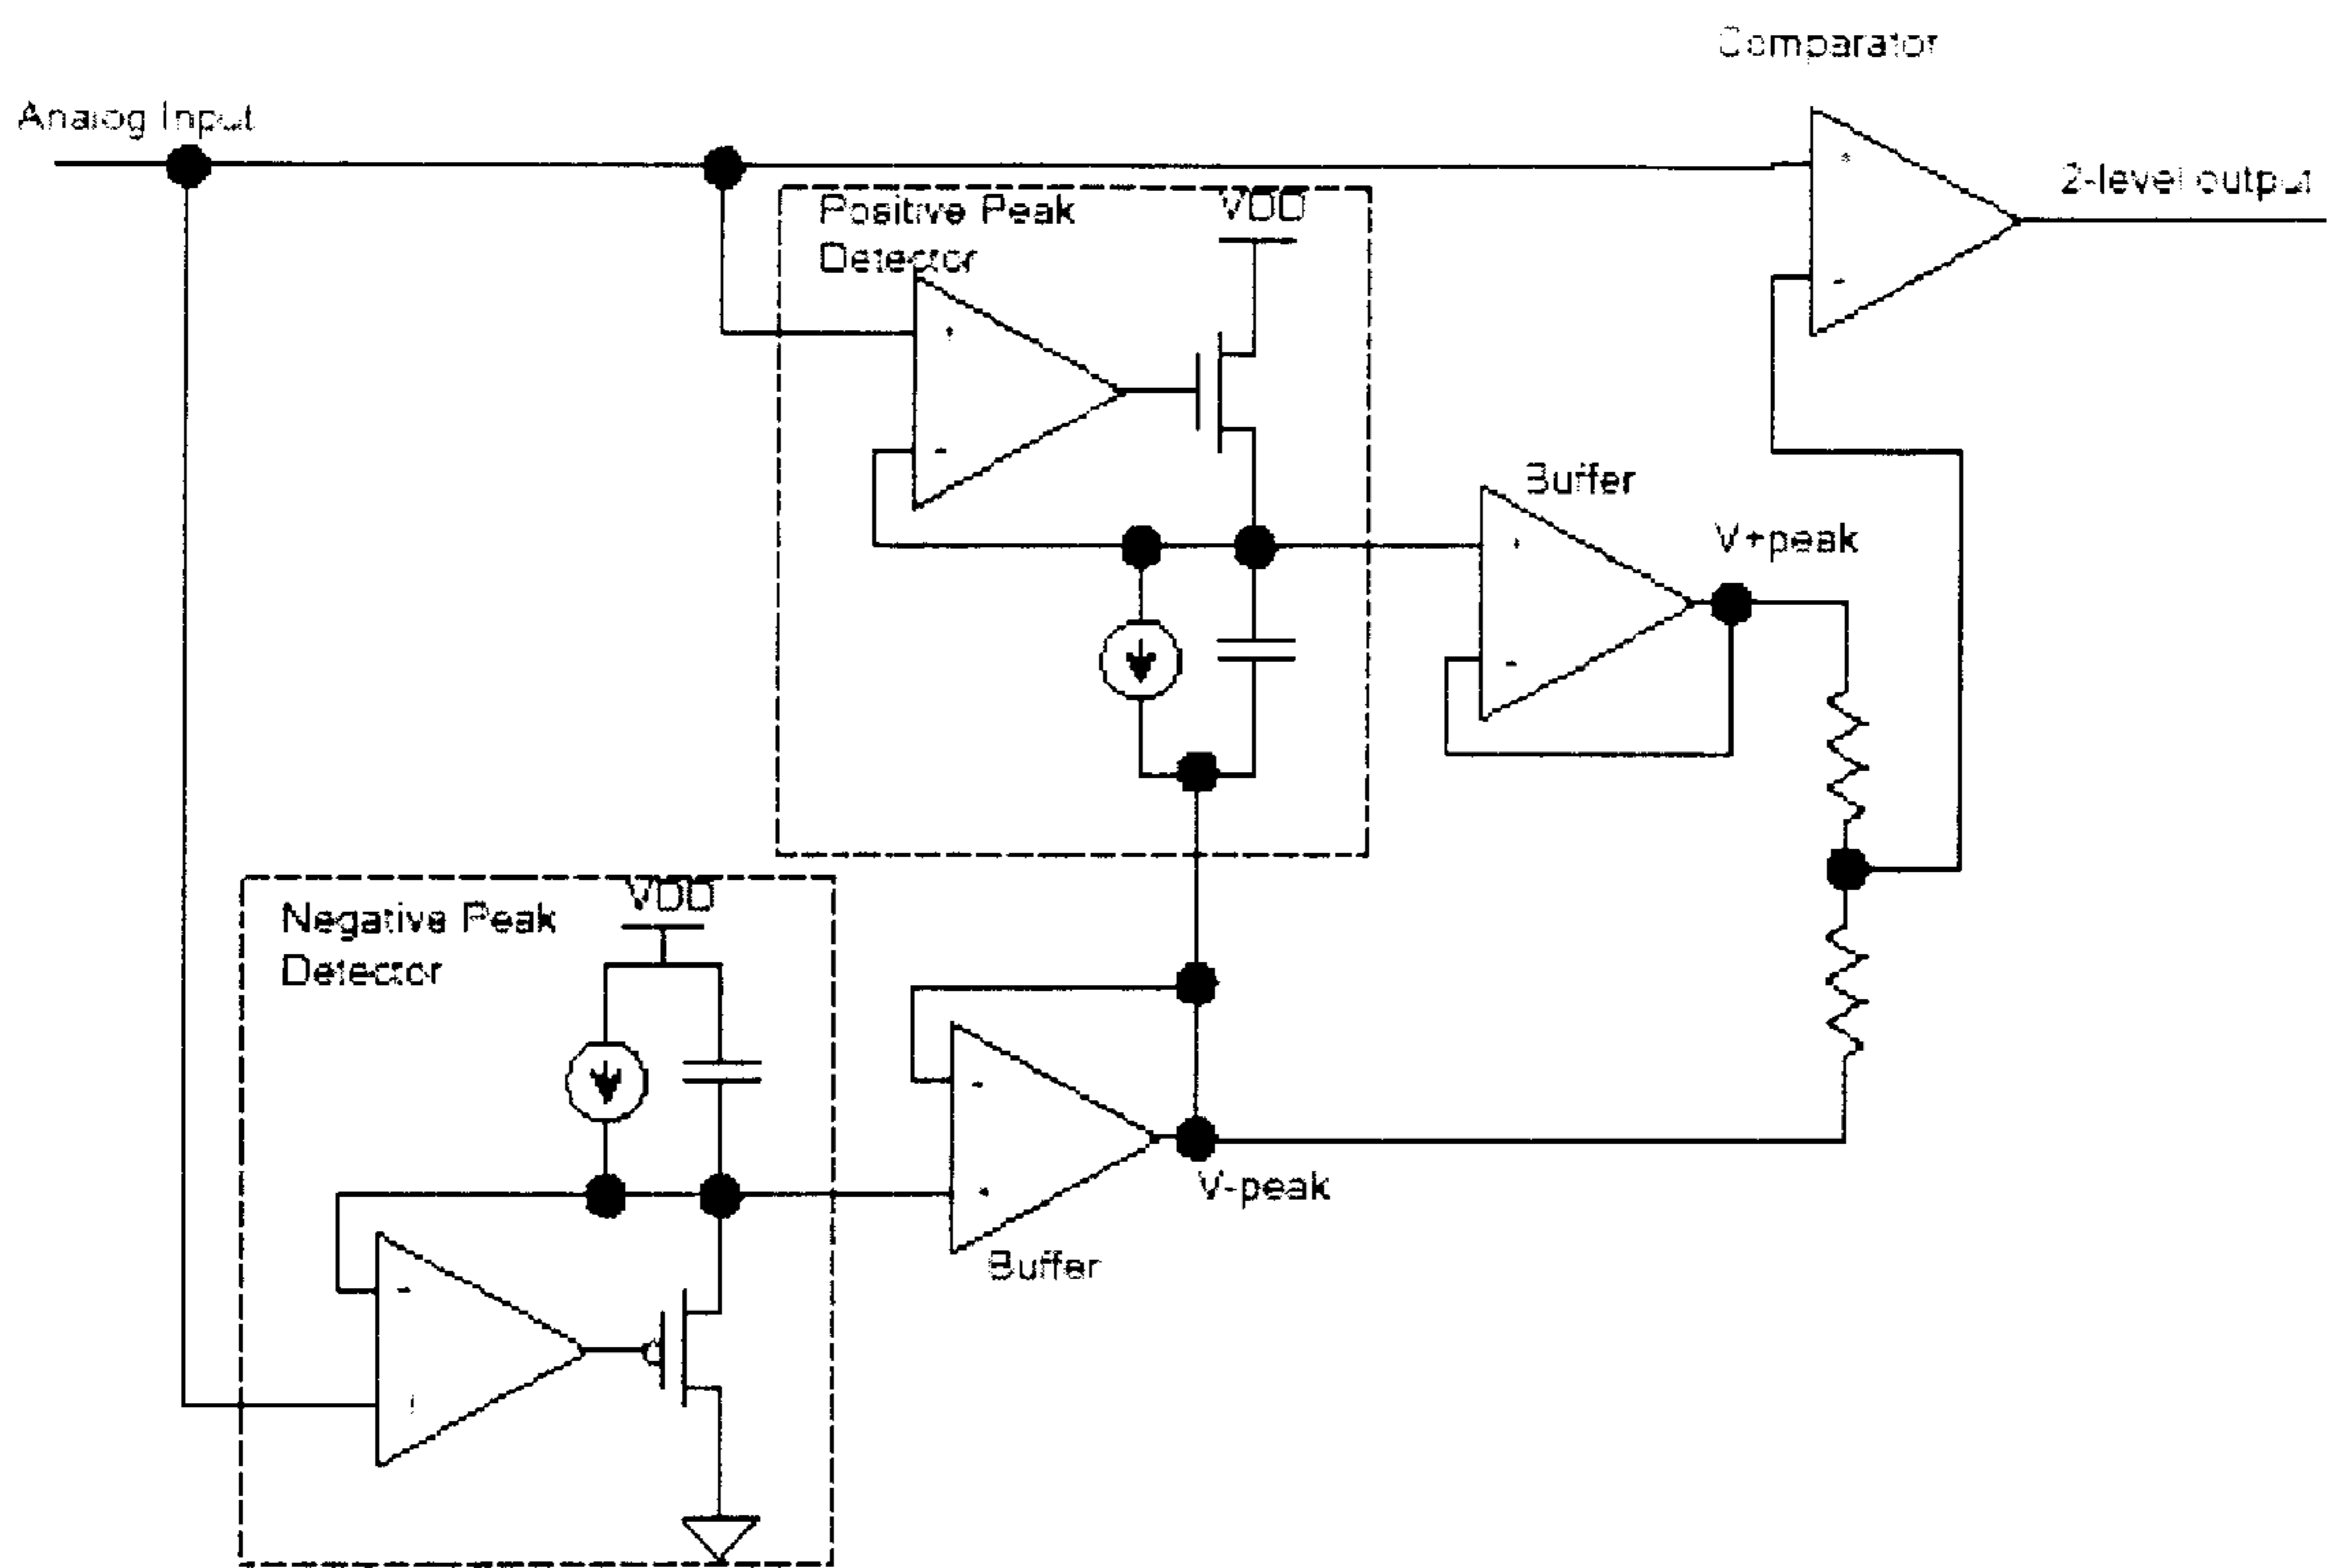 Comparator
Analog Input
2-level output
Positive Peak
Detector
VDD
+
-
+
-
Buffer
V+peak
+
-
Negative Peak
Detector
VDD
-
+
V-peak
Buffer
-